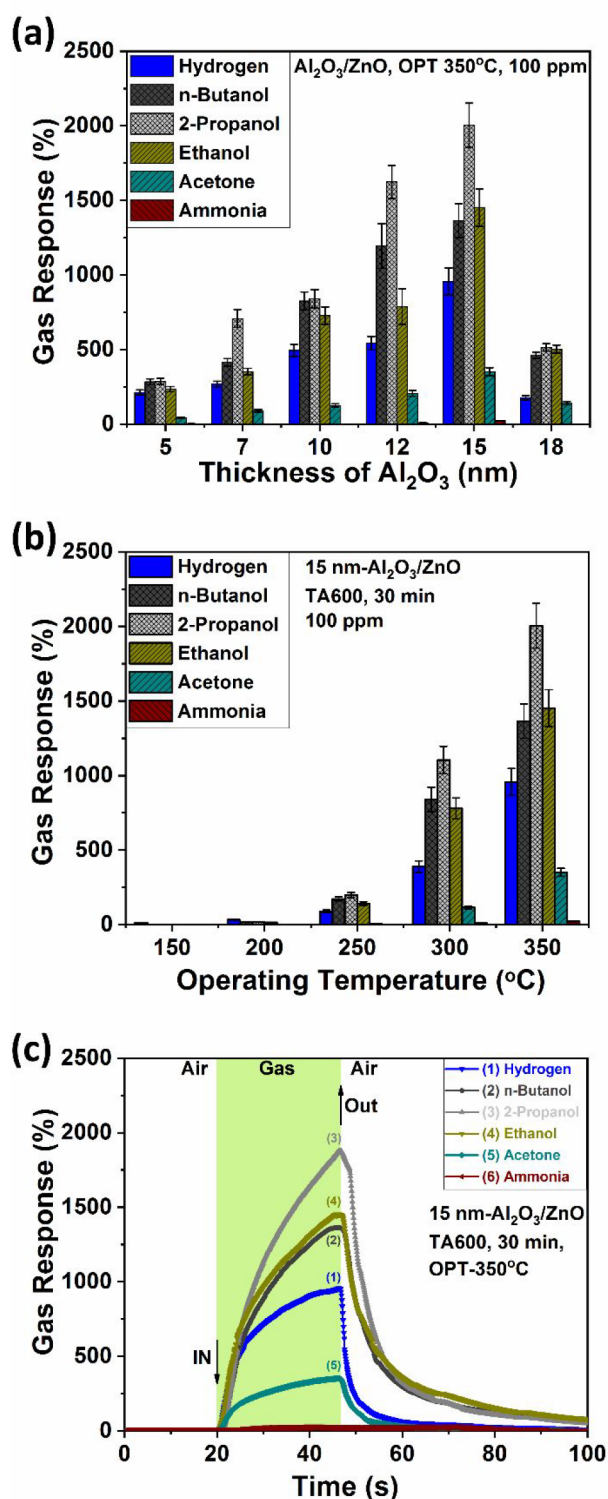 (a)
2500
2000
1500
1000
500
0
Gas Response (%)
Hydrogen
n-Butanol
2-Propanol
Ethanol
Acetone
Ammonia
Al₂O₃/ZnO, OPT 350°C, 100 ppm
5 7 10 12 15 18
Thickness of Al₂O₃ (nm)
(b)
2500
2000
1500
1000
500
0
Gas Response (%)
Hydrogen
n-Butanol
2-Propanol
Ethanol
Acetone
Ammonia
15 nm-Al₂O₃/ZnO
TA600, 30 min
100 ppm
150 200 250 300 350
Operating Temperature (°C)
(c)
2500
2000
1500
1000
500
0
Gas Response (%)
Air Gas Air
Out
IN
(3)
(4)
(2)
(1)
(5)
(1) Hydrogen
(2) n-Butanol
(3) 2-Propanol
(4) Ethanol
(5) Acetone
(6) Ammonia
15 nm-Al₂O₃/ZnO
TA600, 30 min,
OPT-350°C
0 20 40 60 80 100
Time (s)